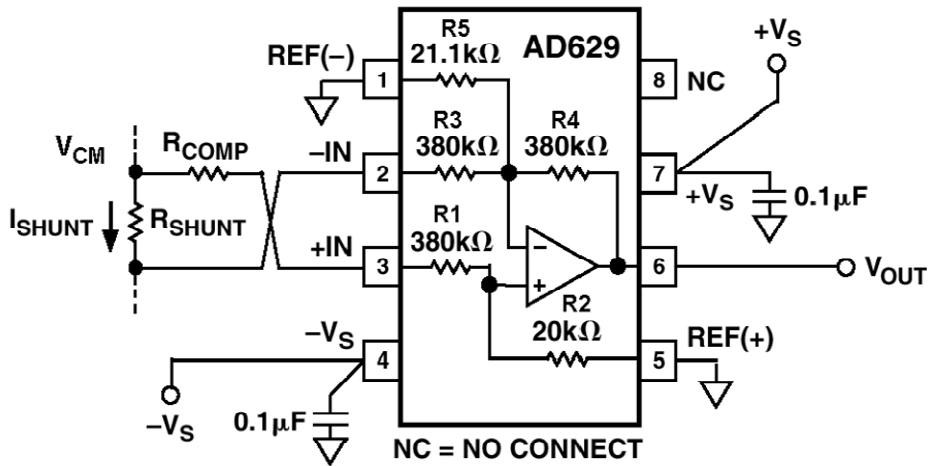 R5
21.1kΩ
AD629
+VS
REF(–)
1
8
NC
VCM
RCOMP
–IN
2
R3
380kΩ
R4
380kΩ
7
+VS
0.1μF
ISHUNT
RSHUNT
+IN
3
R1
380kΩ
–
+
6
VOUT
–VS
4
R2
20kΩ
5
REF(+)
–VS
0.1μF
NC = NO CONNECT